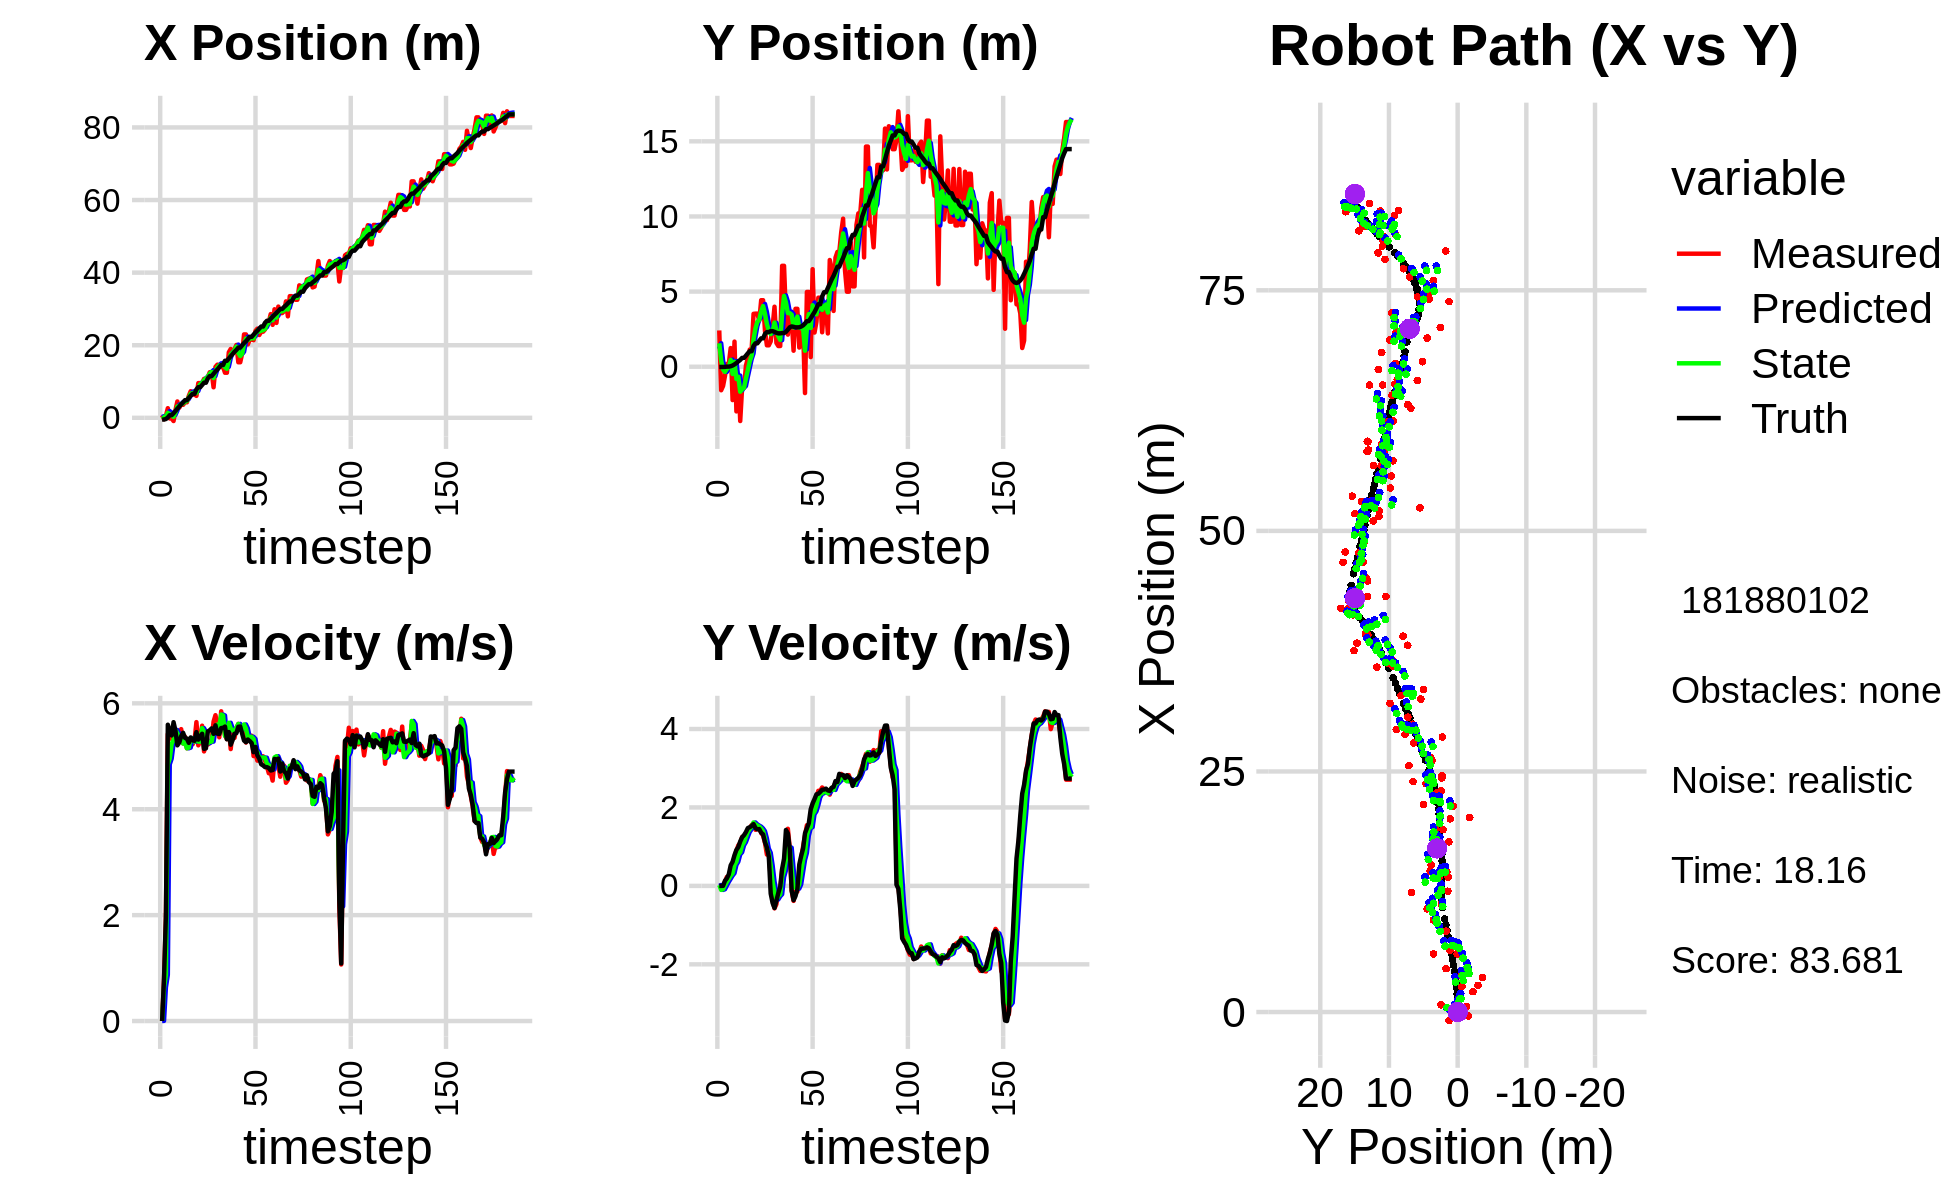 X Position (m)
80
60
40
20
0
0 50 100 150
timestep
Y Position (m)
15
10
5
0
0 50 100 150
timestep
X Velocity (m/s)
6
4
2
0
0 50 100 150
timestep
Y Velocity (m/s)
4
2
0
-2
0 50 100 150
timestep
Robot Path (X vs Y)
X Position (m)
75
50
25
0
20 10 0 -10 -20
Y Position (m)
variable
Measured
Predicted
State
Truth
181880102
Obstacles: none
Noise: realistic
Time: 18.16
Score: 83.681